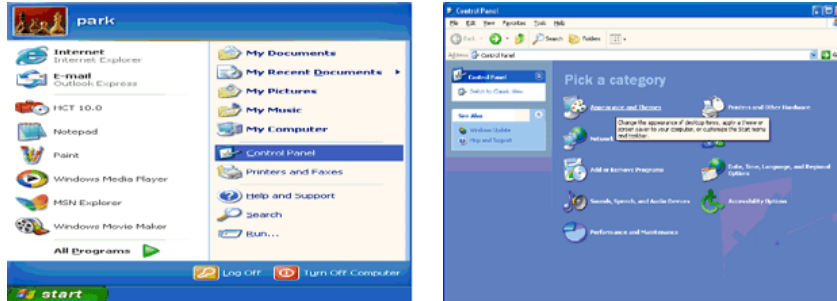 park
Internet
Internet Explorer
E-mail
Outlook Express
HCT 10.0
Notepad
Paint
Windows Media Player
MSN Explorer
Windows Movie Maker
All Programs
My Documents
My Recent Documents
My Pictures
My Music
My Computer
Control Panel
Printers and Faxes
Help and Support
Search
Run...
Log Off
Turn Off Computer
start
Control Panel
File Edit View Favorites Tools Help
Back
Search
Folders
Address Control Panel
Go
Control Panel
Switch to Classic View
See Also
Windows Update
Help and Support
Pick a category
Appearance and Themes
Printers and Other Hardware
Change the appearance of desktop items, apply a theme or
screen saver to your computer, or customize the Start menu
and taskbar.
Network
Add or Remove Programs
Date, Time, Language, and Regional
Options
Sounds, Speech, and Audio Devices
Accessibility Options
Performance and Maintenance